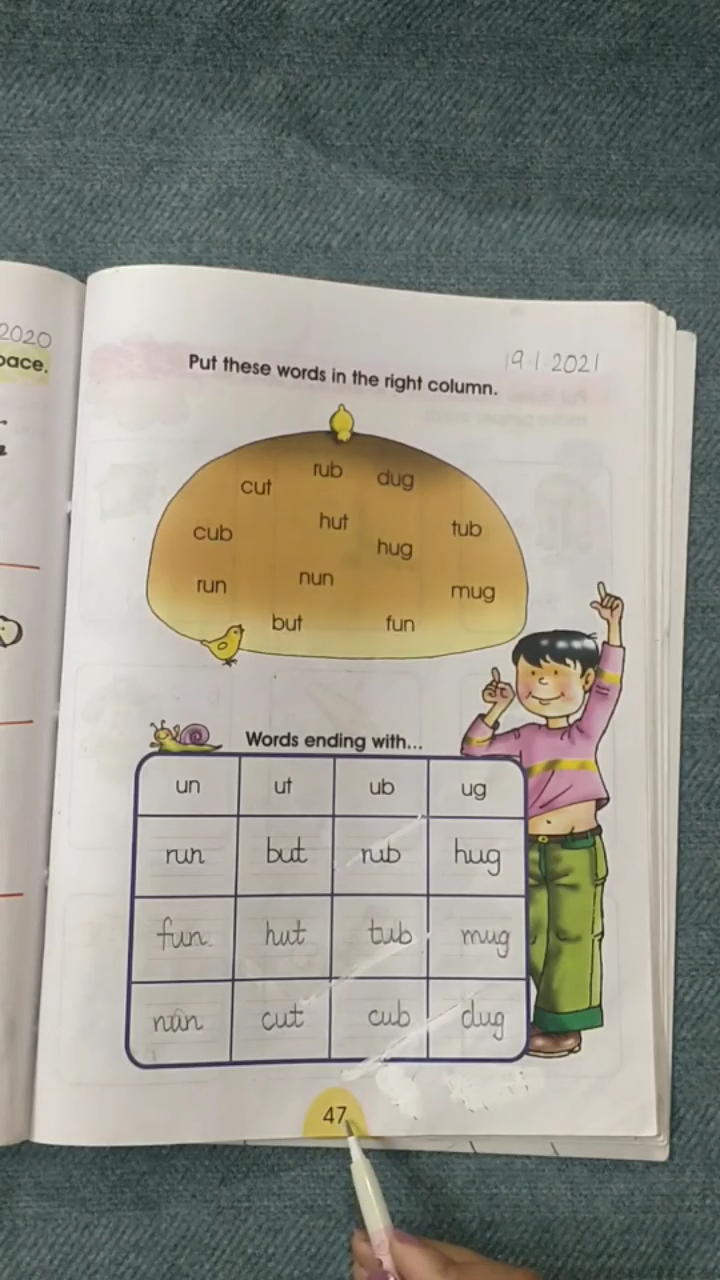 2020
pace.
19.1.2021
Put these words in the right column.
cut rub dug
cub hut hug tub
run nun mug
but fun
Words ending with...
un ut ub ug
run but rub hug
fun. hut tub mug
nun cut cub dug
47